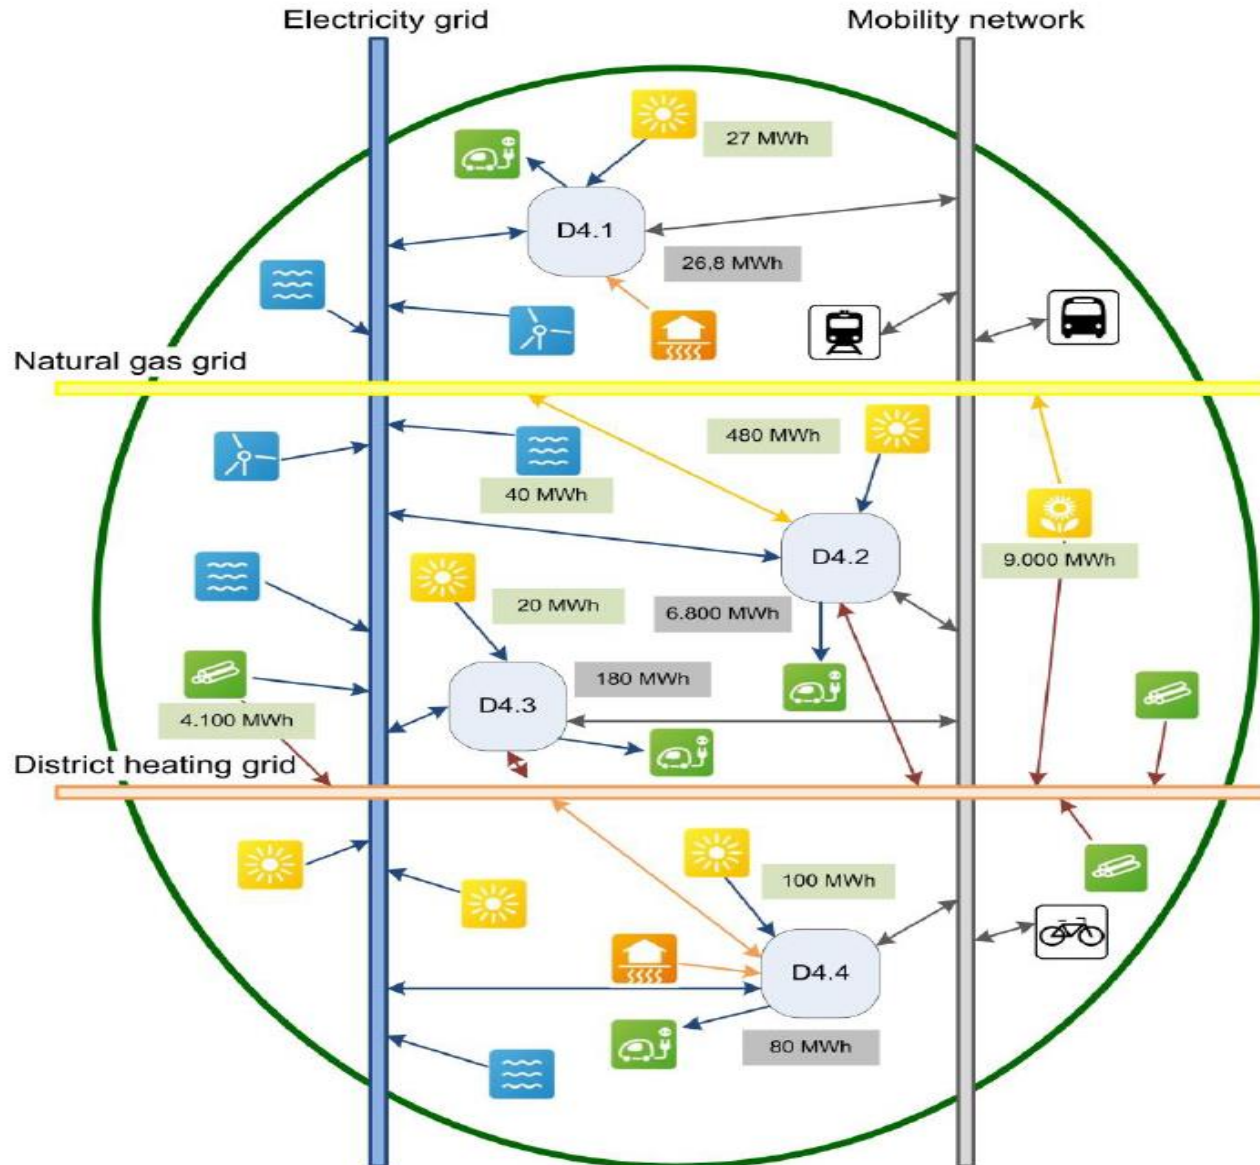 Electricity grid
Mobility network
27 MWh
D4.1
26,8 MWh
Natural gas grid
480 MWh
40 MWh
D4.2
9.000 MWh
20 MWh
6.800 MWh
180 MWh
D4.3
4.100 MWh
District heating grid
100 MWh
D4.4
80 MWh